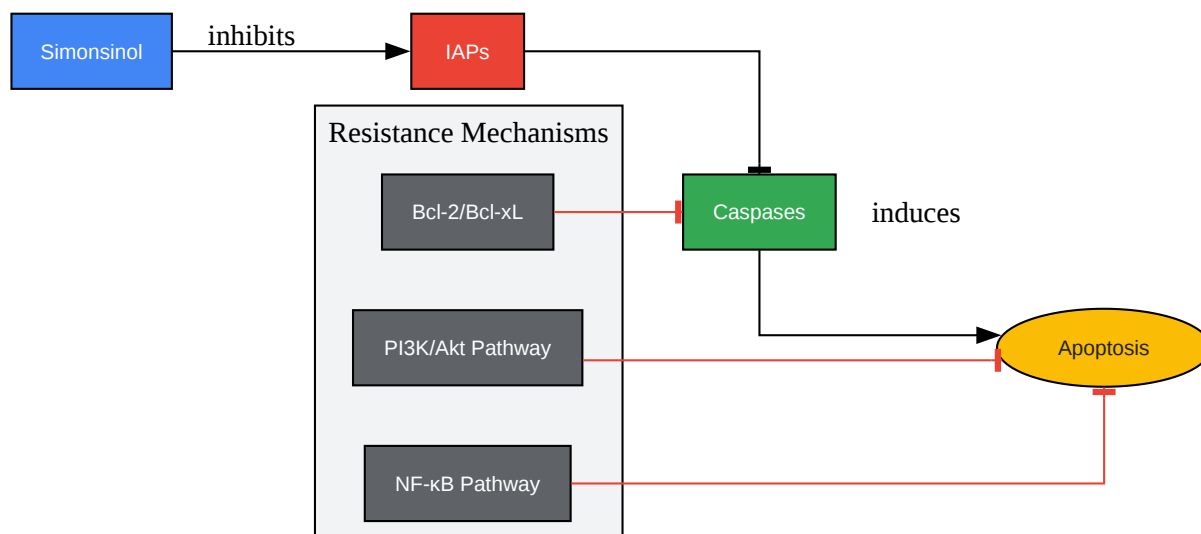 Simonsinol
inhibits
IAPs
Resistance Mechanisms
Bcl-2/Bcl-xL
Caspases
induces
PI3K/Akt Pathway
Apoptosis
NF-κB Pathway